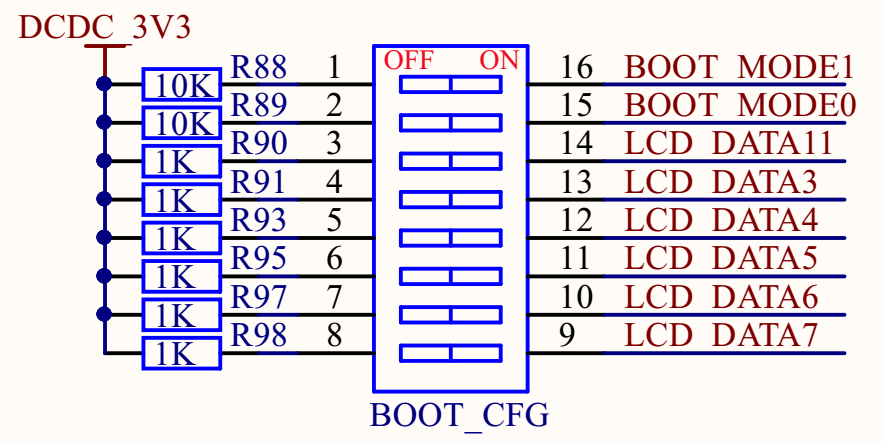 DCDC_3V3
OFF ON
R88 1 16 BOOT_MODE1
10K
R89 2 15 BOOT_MODE0
10K
R90 3 14 LCD_DATA11
1K
R91 4 13 LCD_DATA3
1K
R93 5 12 LCD_DATA4
1K
R95 6 11 LCD_DATA5
1K
R97 7 10 LCD_DATA6
1K
R98 8 9 LCD_DATA7
1K
BOOT_CFG